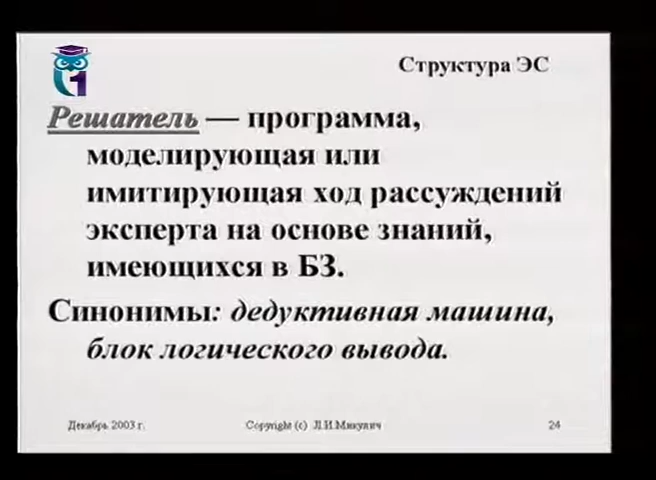 Структура ЭС
1
Решатель — программа,
моделирующая или
имитирующая ход рассуждений
эксперта на основе знаний,
имеющихся в БЗ.
Синонимы: дедуктивная машина,
блок логического вывода.
Декабрь 2003 г. Copyright (c) Л.И.Микулич 24